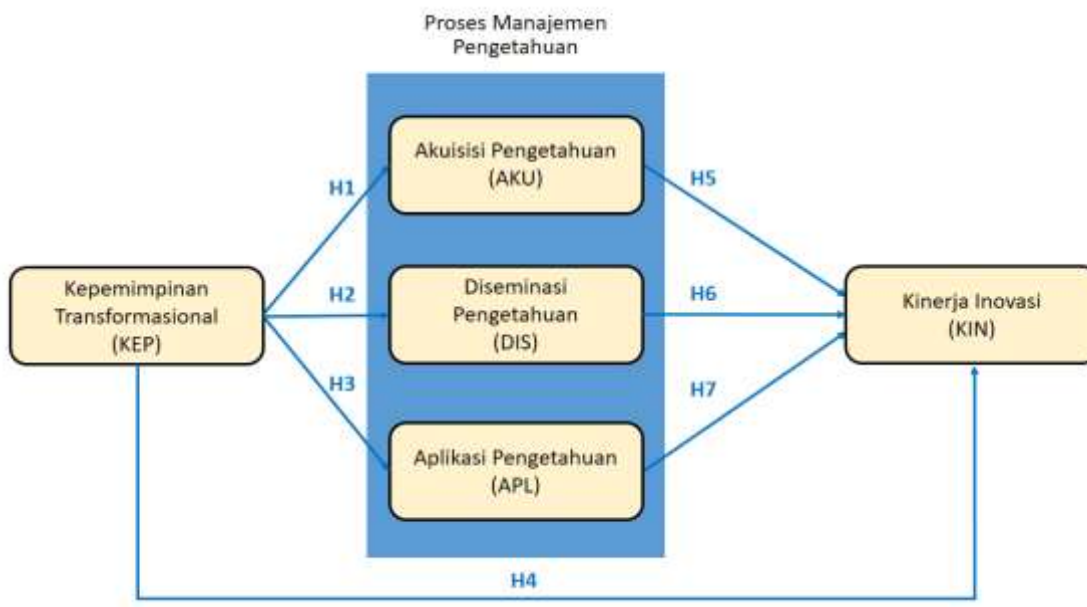 Proses Manajemen
Pengetahuan
Akuisisi Pengetahuan
(AKU)
H1
H5
Kepemimpinan
Transformasional
(KEP)
H2
Diseminasi
Pengetahuan
(DIS)
H6
Kinerja Inovasi
(KIN)
H3
H7
Aplikasi Pengetahuan
(APL)
H4